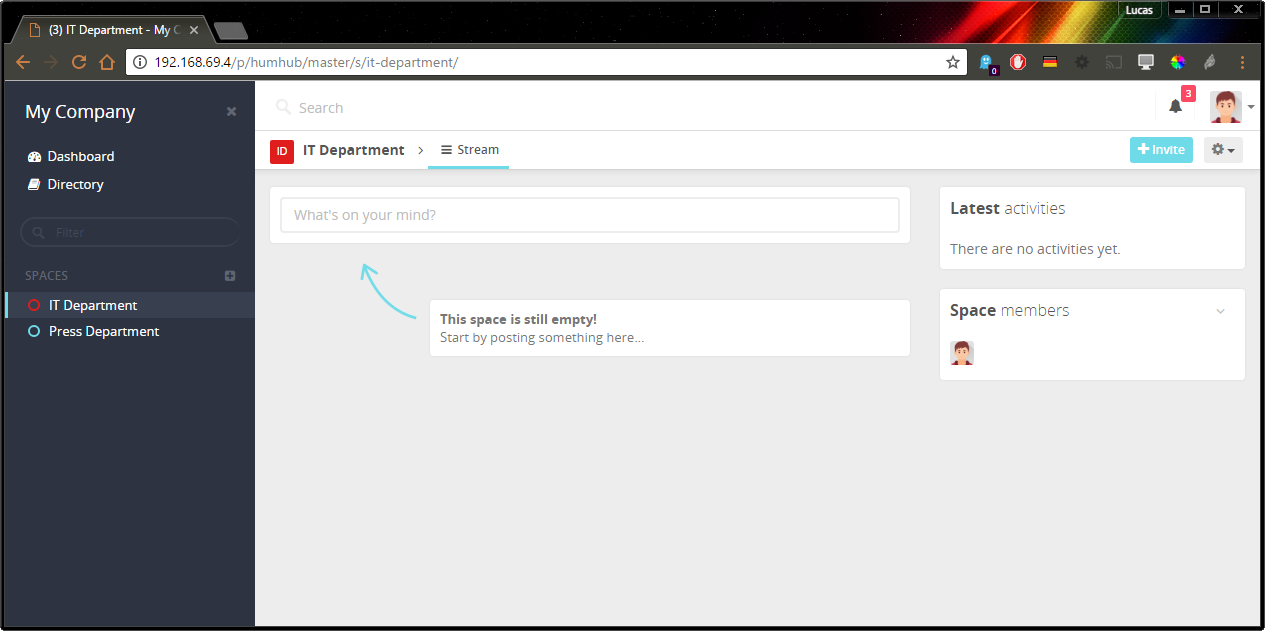 Lucas
(3) IT Department - My C
192.168.69.4/p/humhub/master/s/it-department/
0
My Company
Search
3
Dashboard
Directory
ID IT Department > Stream
Invite
Filter
What's on your mind?
Latest activities
There are no activities yet.
SPACES
IT Department
Press Department
This space is still empty!
Start by posting something here...
Space members